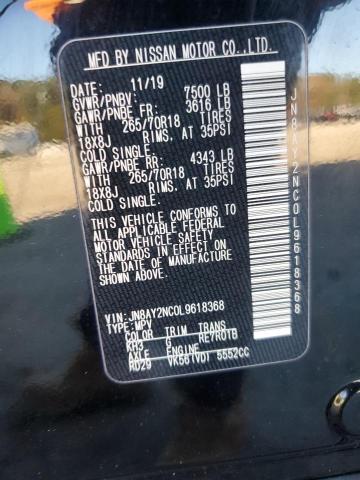 MFD BY NISSAN MOTOR CO.,LTD.
DATE: 11/19
GVWR/PNBV: 7500 LB
GAWR/PNBE FR: 3616 LB
WITH 265/70R18 TIRES
18X8J RIMS, AT 35PSI
COLD SINGLE.
GAWR/PNBE RR: 4343 LB
WITH 265/70R18 TIRES
18X8J RIMS, AT 35PSI
COLD SINGLE.
THIS VEHICLE CONFORMS TO
ALL APPLICABLE FEDERAL
MOTOR VEHICLE SAFETY
STANDARDS IN EFFECT ON
THE DATE OF MANUFACTURE
SHOWN ABOVE.
VIN: JN8AY2NC0L9618368
TYPE: MPV
COLOR TRIM TRANS
KH3 G RE7R01B
AXLE ENGINE
RD29 VK56(VD) 5552CC
JN8AY2NC0L9618368